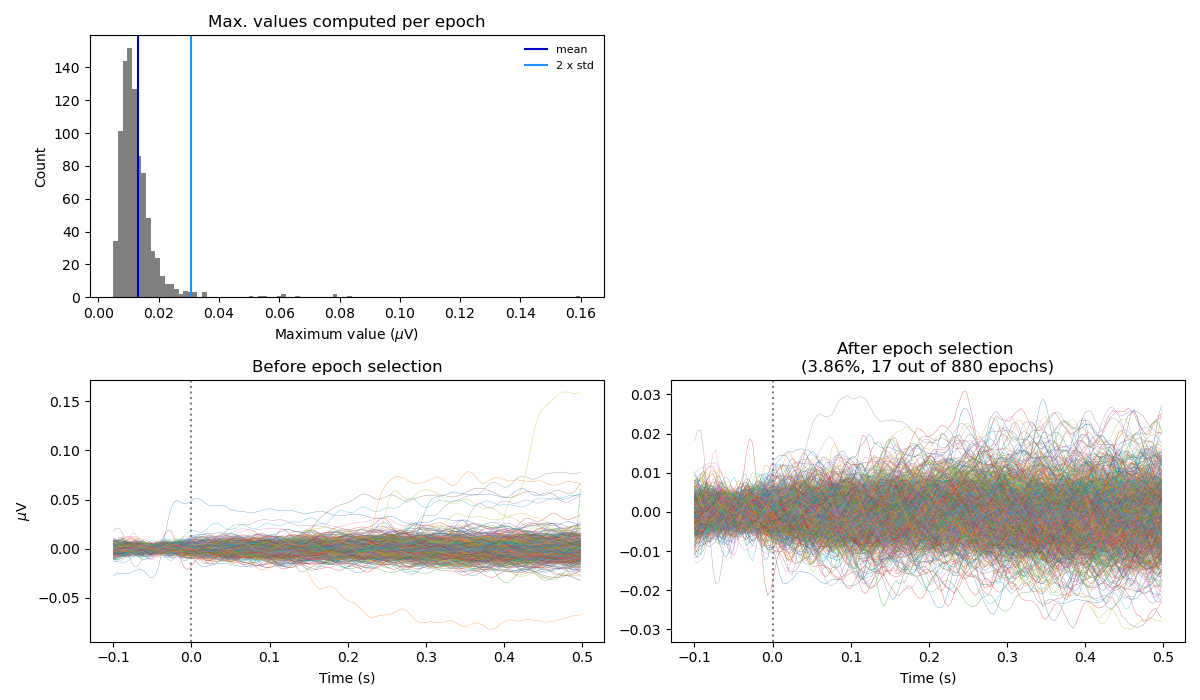 Max. values computed per epoch
mean
2 x std
Count
140
120
100
80
60
40
20
0
0.00 0.02 0.04 0.06 0.08 0.10 0.12 0.14 0.16
Maximum value (μV)
Before epoch selection
μV
0.15
0.10
0.05
0.00
−0.05
−0.1 0.0 0.1 0.2 0.3 0.4 0.5
Time (s)
After epoch selection
(3.86%, 17 out of 880 epochs)
0.03
0.02
0.01
0.00
−0.01
−0.02
−0.03
−0.1 0.0 0.1 0.2 0.3 0.4 0.5
Time (s)